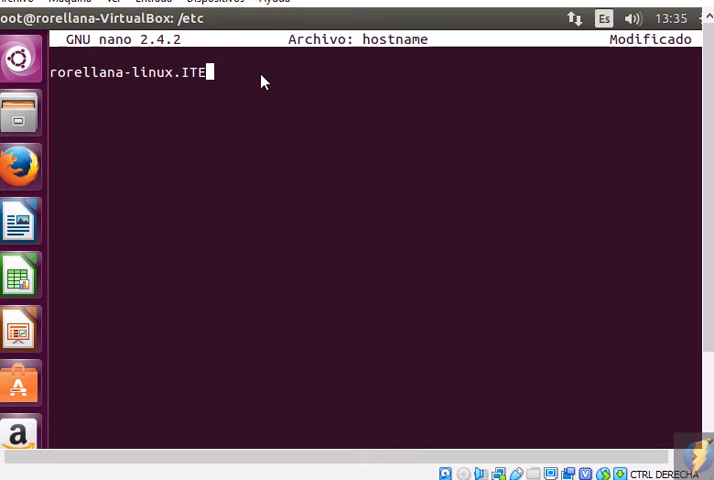 oot@rorellana-VirtualBox: /etc
Es
13:35
GNU nano 2.4.2
Archivo: hostname
Modificado
rorellana-linux.ITE
CTRL DERECHA